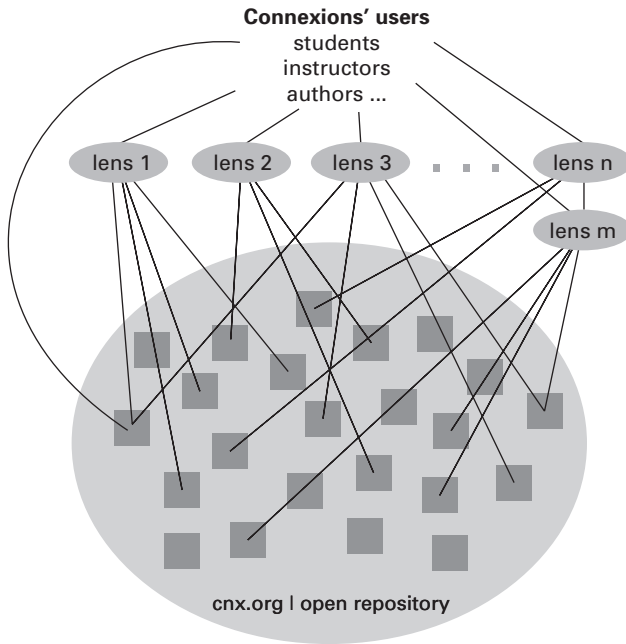 Connexions' users
students
instructors
authors ...
lens 1 lens 2 lens 3 . . . lens n
lens m
cnx.org | open repository